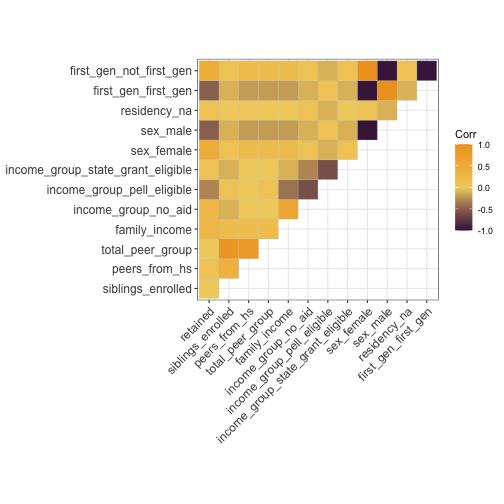 first_gen_not_first_gen
first_gen_first_gen
residency_na
sex_male
sex_female
income_group_state_grant_eligible
income_group_pell_eligible
income_group_no_aid
family_income
total_peer_group
peers_from_hs
siblings_enrolled
retained
siblings_enrolled
peers_from_hs
total_peer_group
family_income
income_group_no_aid
income_group_pell_eligible
income_group_state_grant_eligible
sex_female
sex_male
residency_na
first_gen_first_gen
Corr
1.0
0.5
0.0
-0.5
-1.0